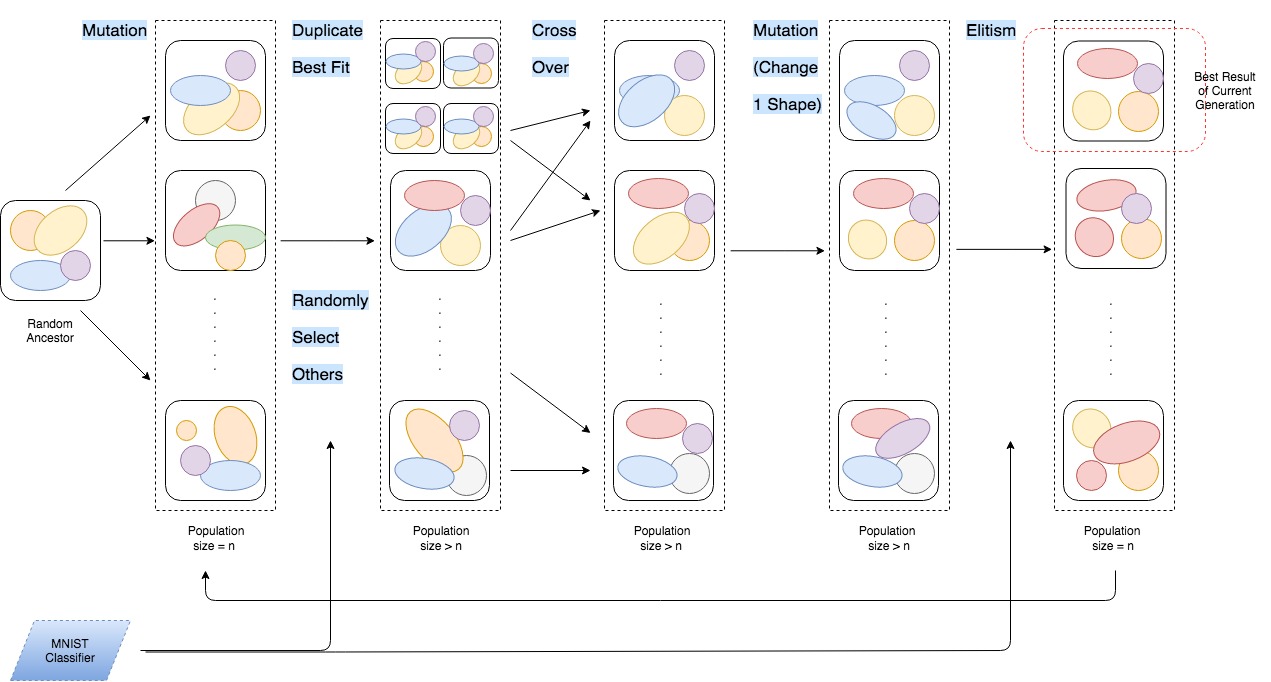 Mutation
Duplicate
Best Fit
Cross
Over
Mutation
(Change
1 Shape)
Elitism
Best Result
of Current
Generation
Random
Ancestor
Randomly
Select
Others
Population
size = n
Population
size > n
Population
size > n
Population
size > n
Population
size = n
MNIST
Classifier